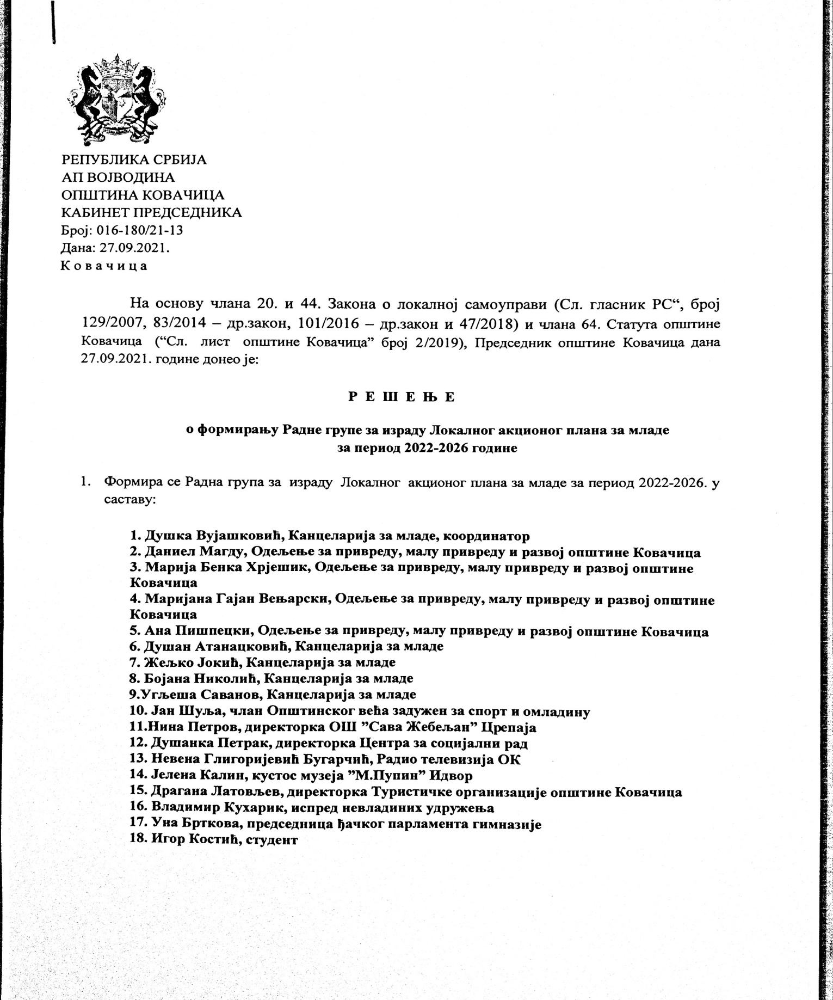 РЕПУБЛИКА СРБИЈА
АП ВОЈВОДИНА
ОПШТИНА КОВАЧИЦА
КАБИНЕТ ПРЕДСЕДНИКА
Број: 016-180/21-13
Дана: 27.09.2021.
К о в а ч и ц а
На основу члана 20. и 44. Закона о локалној самоуправи (Сл. гласник РС“, број
129/2007, 83/2014 – др.закон, 101/2016 – др.закон и 47/2018) и члана 64. Статута општине
Ковачица (“Сл. лист општине Ковачица” број 2/2019), Председник општине Ковачица дана
27.09.2021. године донео је:
Р Е Ш Е Њ Е
о формирању Радне групе за израду Локалног акционог плана за младе
за период 2022-2026 године
1. Формира се Радна група за израду Локалног акционог плана за младе за период 2022-2026. у
саставу:
1. Душка Вујашковић, Канцеларија за младе, координатор
2. Даниел Магду, Одељење за привреду, малу привреду и развој општине Ковачица
3. Марија Бенка Хрјешик, Одељење за привреду, малу привреду и развој општине
Ковачица
4. Маријана Гајан Вењарски, Одељење за привреду, малу привреду и развој општине
Ковачица
5. Ана Пишпецки, Одељење за привреду, малу привреду и развој општине Ковачица
6. Душан Атанацковић, Канцеларија за младе
7. Жељко Јокић, Канцеларија за младе
8. Бојана Николић, Канцеларија за младе
9.Угљеша Саванов, Канцеларија за младе
10. Јан Шуља, члан Општинског већа задужен за спорт и омладину
11.Нина Петров, директорка ОШ ”Сава Жебељан” Црепаја
12. Душанка Петрак, директорка Центра за социјални рад
13. Невена Глигоријевић Бугарчић, Радио телевизија ОК
14. Јелена Калин, кустос музеја ”М.Пупин” Идвор
15. Драгана Латовљев, директорка Туристичке организације општине Ковачица
16. Владимир Кухарик, испред невладиних удружења
17. Уна Брткова, председница ђачког парламента гимназије
18. Игор Костић, студент